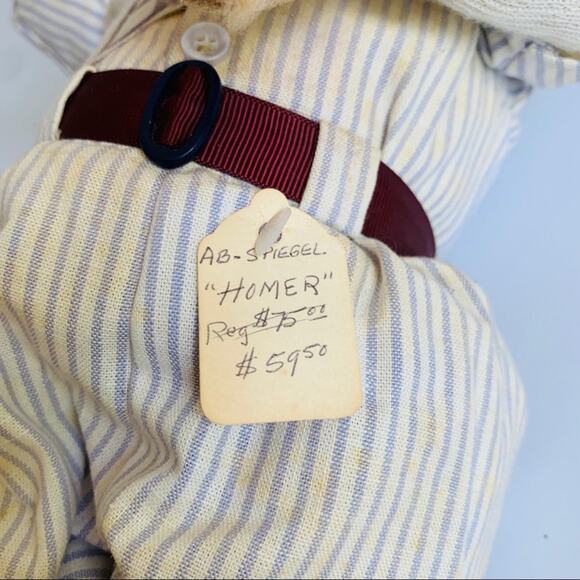 AB-SPIEGEL
"HOMER"
Reg $75⁰⁰
$59⁵⁰